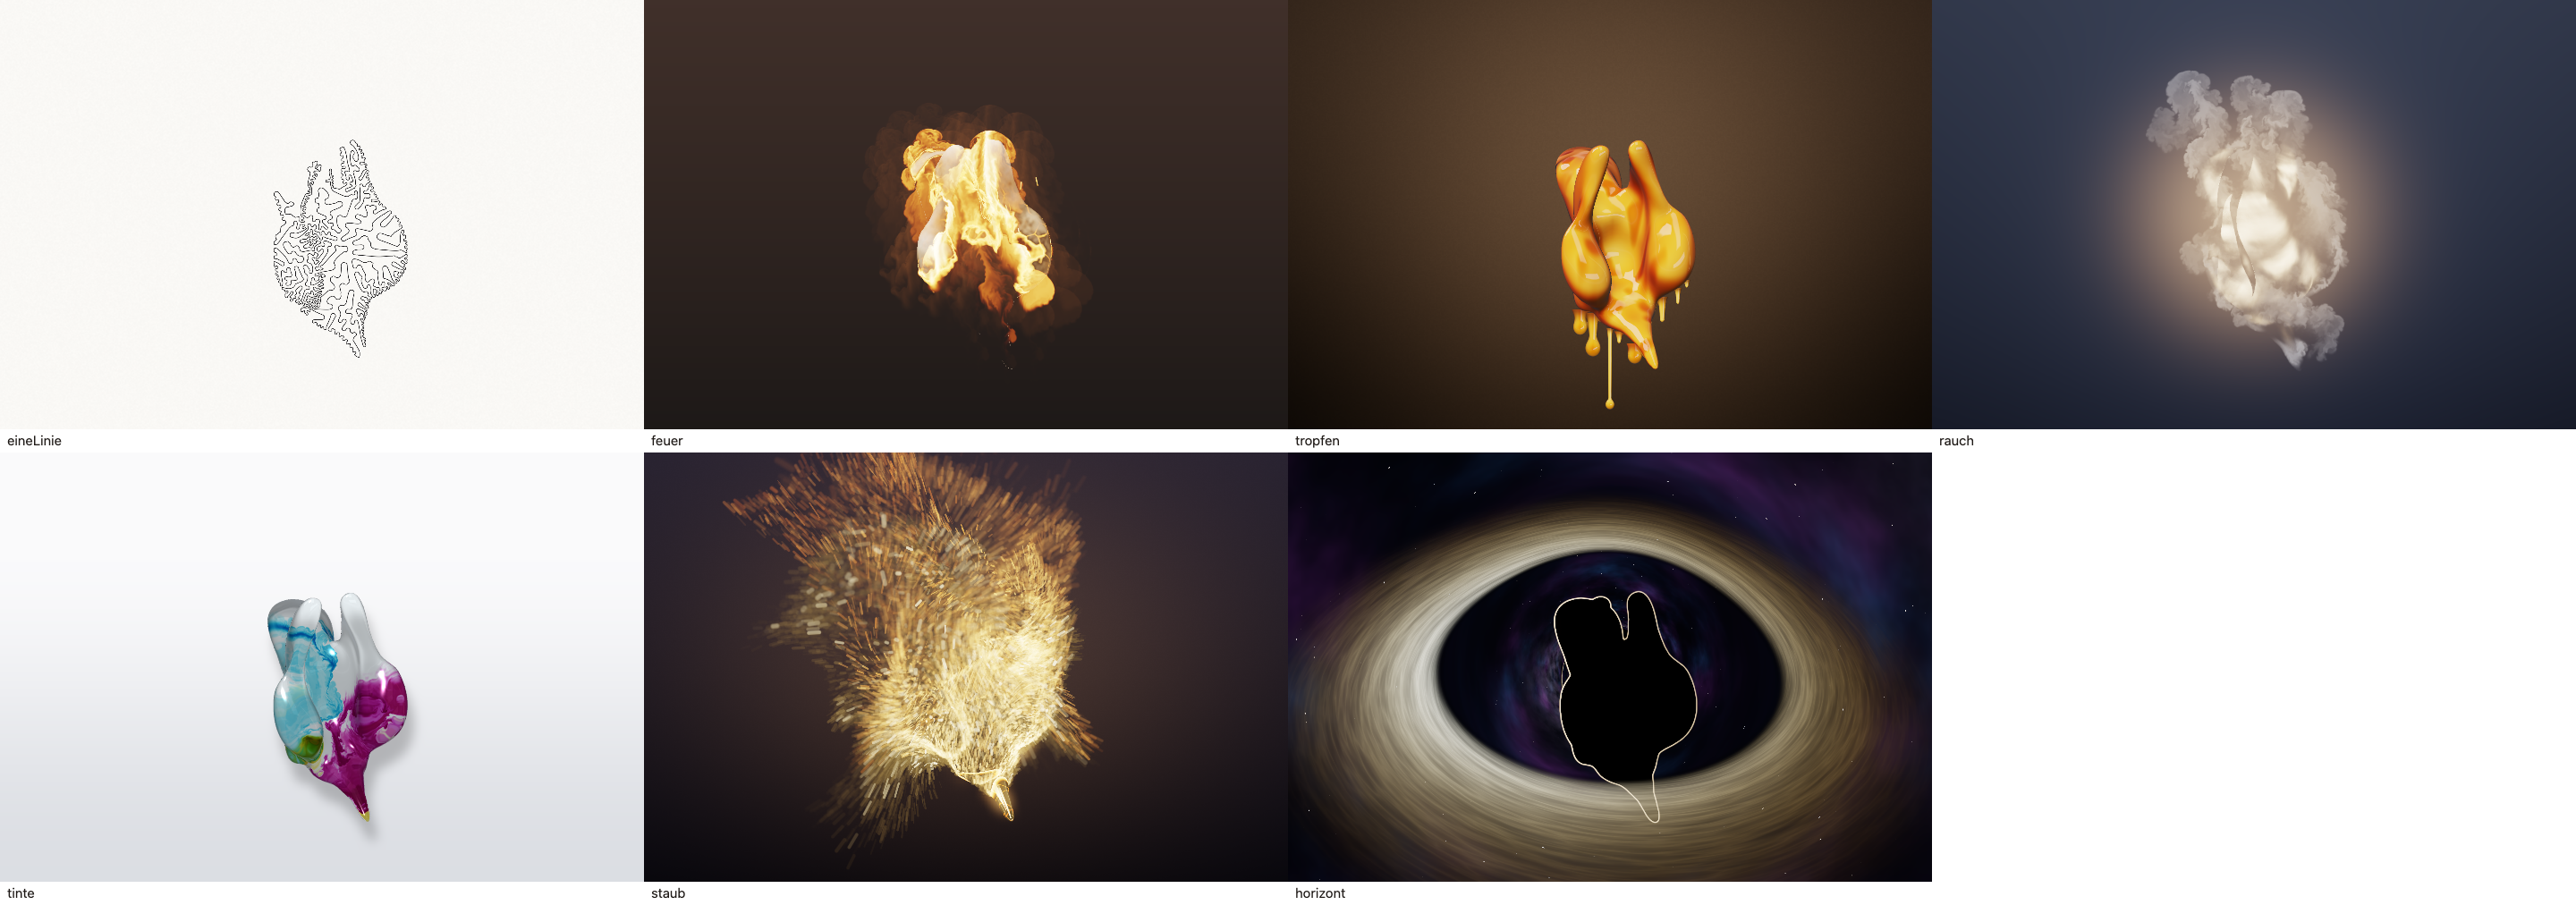 eineLinie
feuer
tropfen
rauch
tinte
staub
horizont